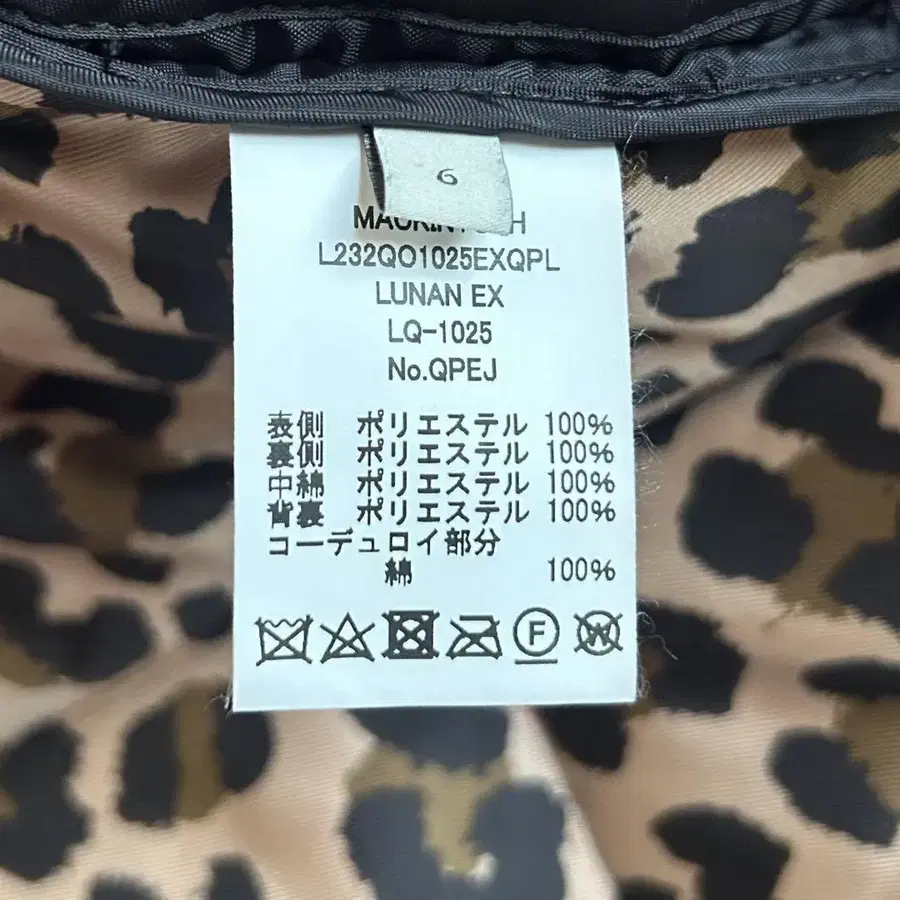 6
L232QO1025EXQPL
LUNAN EX
LQ-1025
No.QPEJ
表側 ポリエステル 100%
裏側 ポリエステル 100%
中綿 ポリエステル 100%
背裏 ポリエステル 100%
コーデュロイ部分
綿 100%
F
W